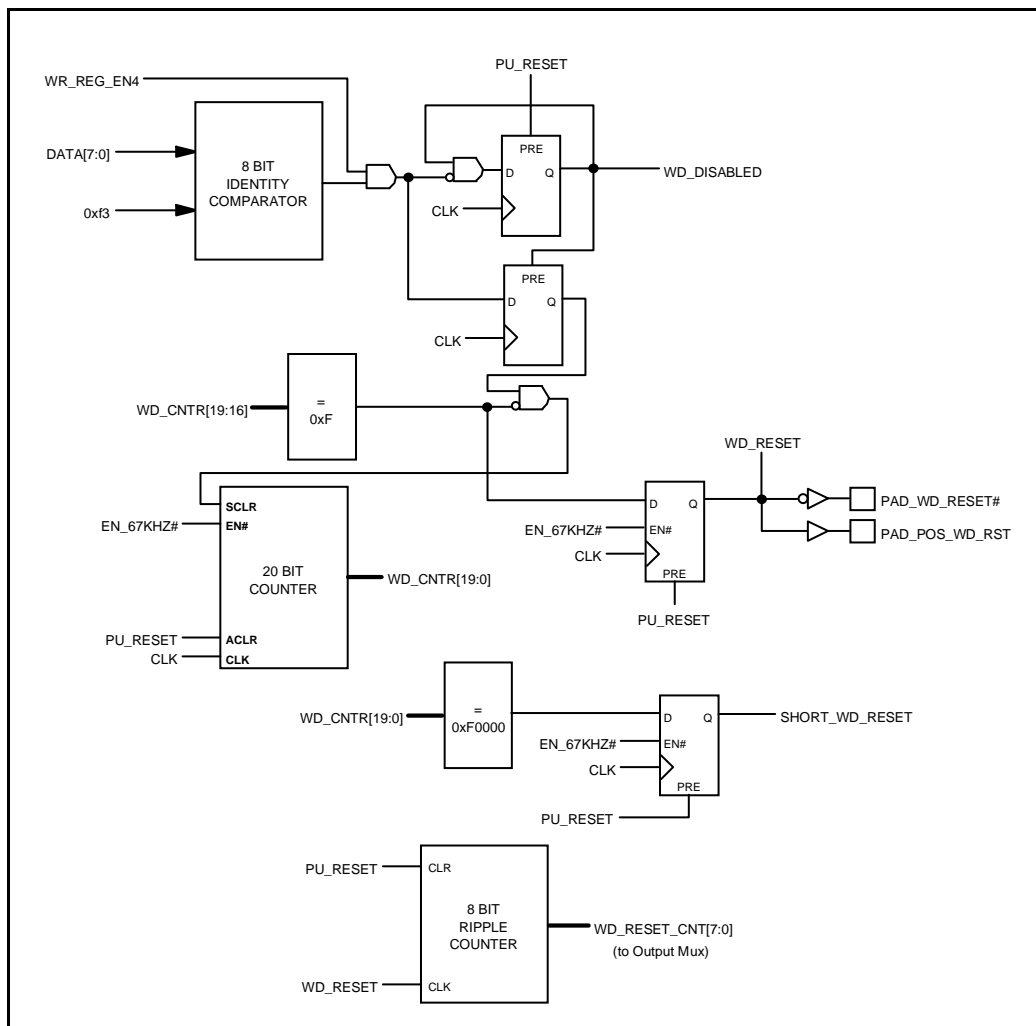 PU_RESET
WR_REG_EN4
DATA[7:0]
8 BIT
IDENTITY
COMPARATOR
0xf3
PRE
D
Q
WD_DISABLED
CLK
PRE
D
Q
CLK
WD_CNTR[19:16]
=
0xF
WD_RESET
SCLR
EN_67KHZ#
EN#
20 BIT
COUNTER
WD_CNTR[19:0]
PU_RESET
ACLR
CLK
CLK
D
Q
EN_67KHZ#
EN#
CLK
PRE
PU_RESET
PAD_WD_RESET#
PAD_POS_WD_RST
WD_CNTR[19:0]
=
0xF0000
D
Q
SHORT_WD_RESET
EN_67KHZ#
EN#
CLK
PRE
PU_RESET
PU_RESET
CLR
8 BIT
RIPPLE
COUNTER
WD_RESET_CNT[7:0]
(to Output Mux)
WD_RESET
CLK